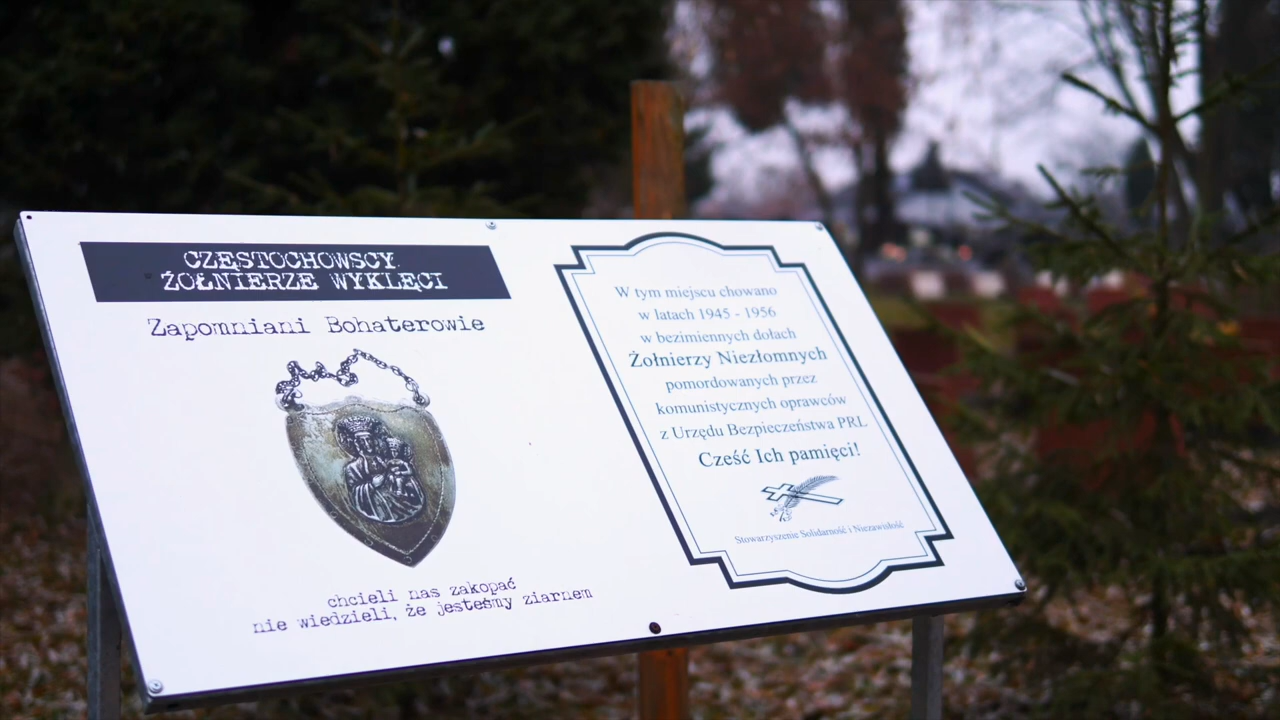 CZĘSTOCHOWSCY
ŻOŁNIERZE WYKLĘCI
Zapomniani Bohaterowie
chcieli nas zakopać
nie wiedzieli, że jesteśmy ziarnem
W tym miejscu chowano
w latach 1945 - 1956
w bezimiennych dołach
Żołnierzy Niezłomnych
pomordowanych przez
komunistycznych oprawców
z Urzędu Bezpieczeństwa PRL
Cześć Ich pamięci!
Stowarzyszenie Solidarność i Niezawisłość